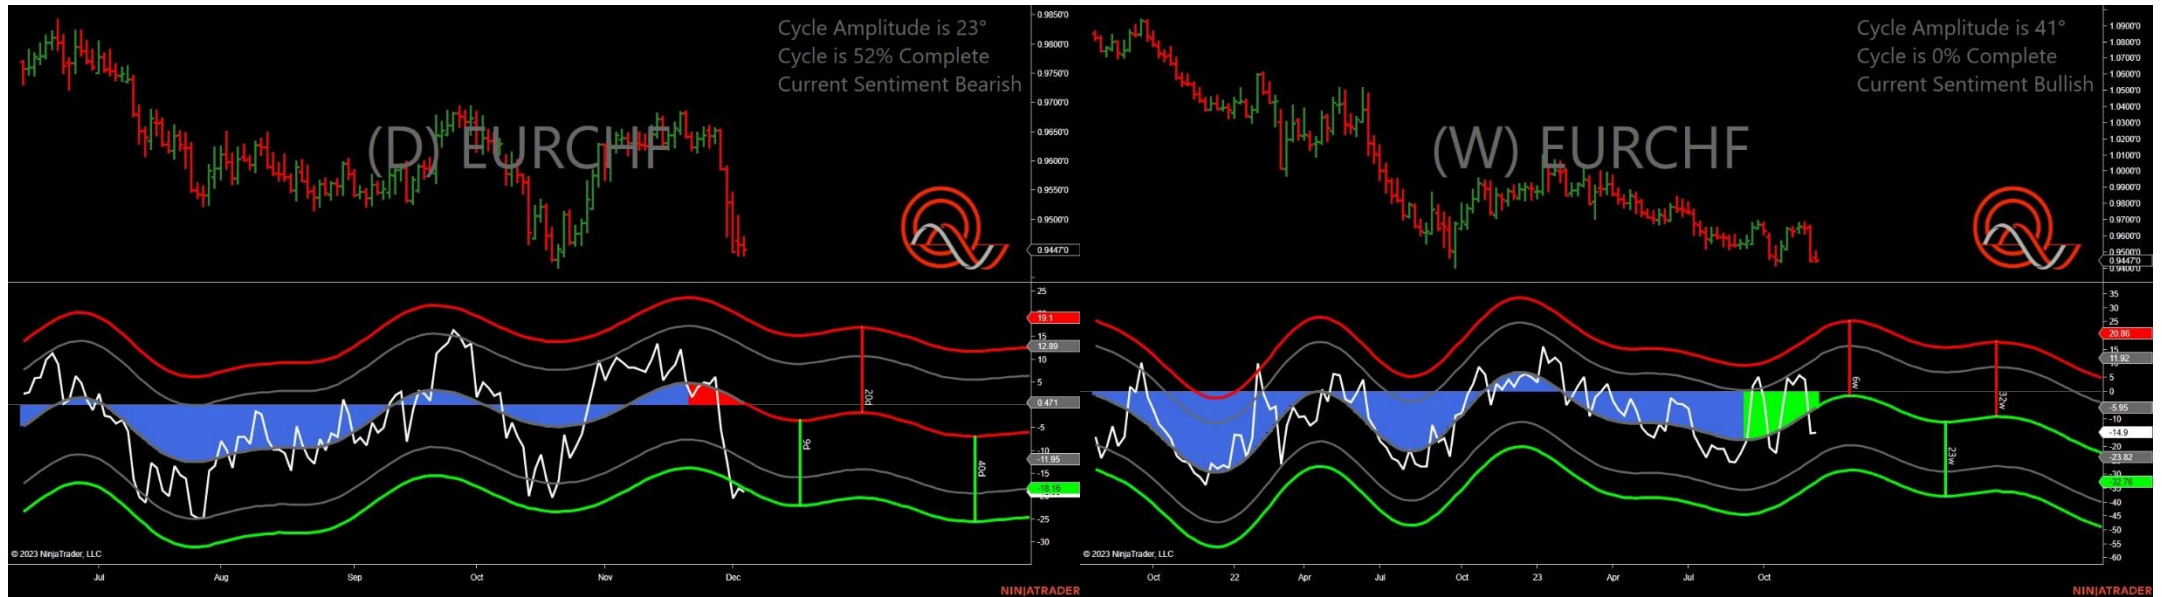 Cycle Amplitude is 23°
Cycle is 52% Complete
Current Sentiment Bearish
(D) EURCHF
0.9850'0
0.9800'0
0.9750'0
0.9700'0
0.9650'0
0.9600'0
0.9550'0
0.9500'0
0.9447'0
25
19.1
15
12.89
10
5
0.471
-5
-10
-11.95
-15
-18.16
-25
-30
20d
9d
40d
© 2023 NinjaTrader, LLC
Jul Aug Sep Oct Nov Dec
NINJATRADER
Cycle Amplitude is 41°
Cycle is 0% Complete
Current Sentiment Bullish
(W) EURCHF
1.0900'0
1.0800'0
1.0700'0
1.0600'0
1.0500'0
1.0400'0
1.0300'0
1.0200'0
1.0100'0
1.0000'0
0.9900'0
0.9800'0
0.9700'0
0.9600'0
0.9500'0
0.9447'0
0.9400'0
35
30
25
20.86
15
11.92
5
0
-5.95
-10
-14.9
-23.82
-30
-32.76
-40
-45
-50
-55
-60
6w
32w
23w
© 2023 NinjaTrader, LLC
Oct 22 Apr Jul Oct 23 Apr Jul Oct
NINJATRADER